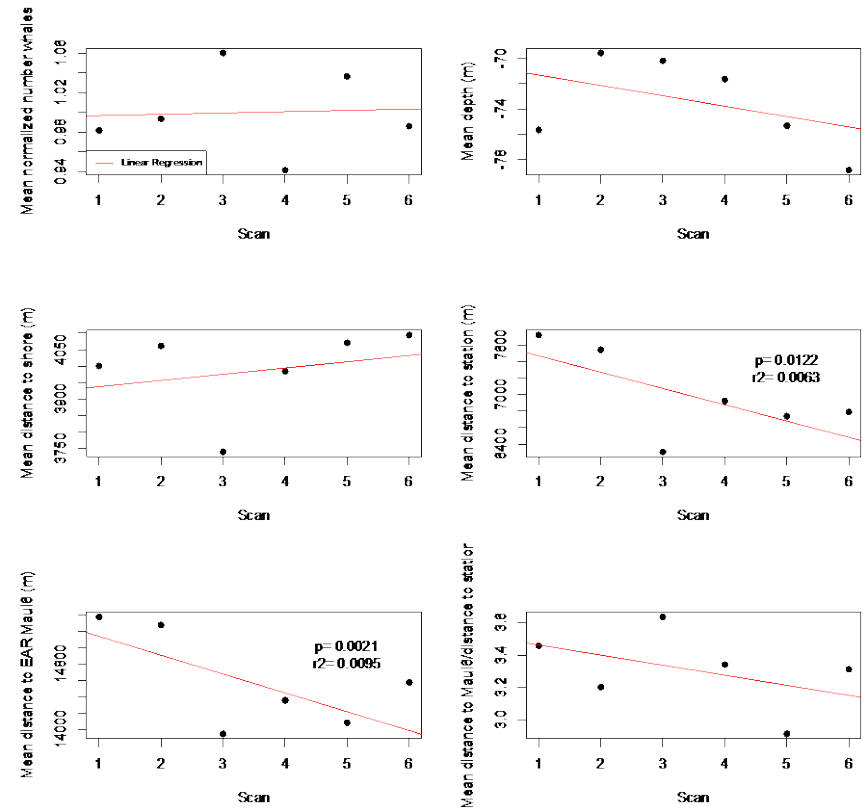 Mean normalized number whales
1.06
1.02
0.98
0.94
Linear Regression
1 2 3 4 5 6
Scan
Mean depth (m)
-70
-74
-78
1 2 3 4 5 6
Scan
Mean distance to shore (m)
4050
3900
3750
1 2 3 4 5 6
Scan
Mean distance to station (m)
7600
7000
6400
p= 0.0122
r2= 0.0063
1 2 3 4 5 6
Scan
Mean distance to EAR Maui6 (m)
14800
14000
p= 0.0021
r2= 0.0095
1 2 3 4 5 6
Scan
Mean distance to Maui6/distance to station
3.6
3.4
3.2
3.0
1 2 3 4 5 6
Scan